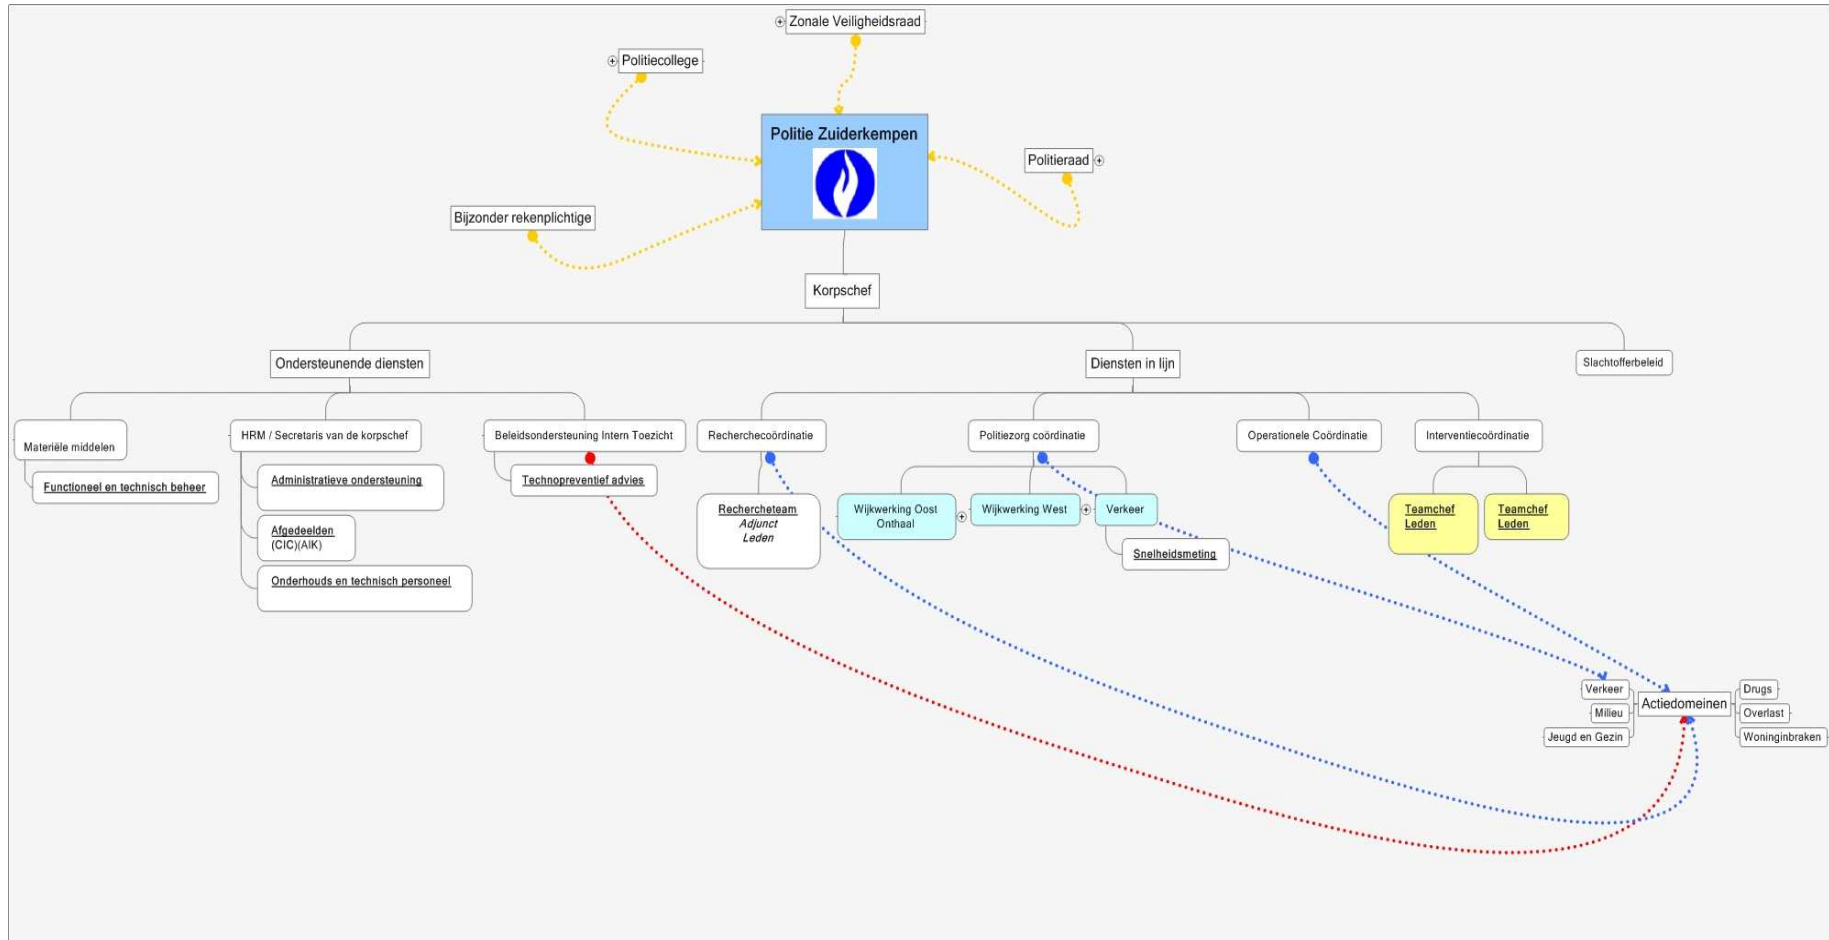 Zonale Veiligheidsraad
Politiecollege
Politie Zuiderkempen
Politieraad
Bijzonder rekenplichtige
Korpschef
Ondersteunende diensten
Diensten in lijn
Slachtofferbeleid
Materiële middelen
HRM / Secretaris van de korpschef
Beleidsondersteuning Intern Toezicht
Recherchecoördinatie
Politiezorg coördinatie
Operationele Coördinatie
Interventiecoördinatie
Functioneel en technisch beheer
Administratieve ondersteuning
Afgedeelden
(CIC)(AIK)
Onderhouds en technisch personeel
Technopreventief advies
Rechercheteam
Adjunct
Leden
Wijkwerking Oost
Onthaal
Wijkwerking West
Verkeer
Snelheidsmeting
Teamchef
Leden
Teamchef
Leden
Verkeer
Milieu
Jeugd en Gezin
Actiedomeinen
Drugs
Overlast
Woninginbraken